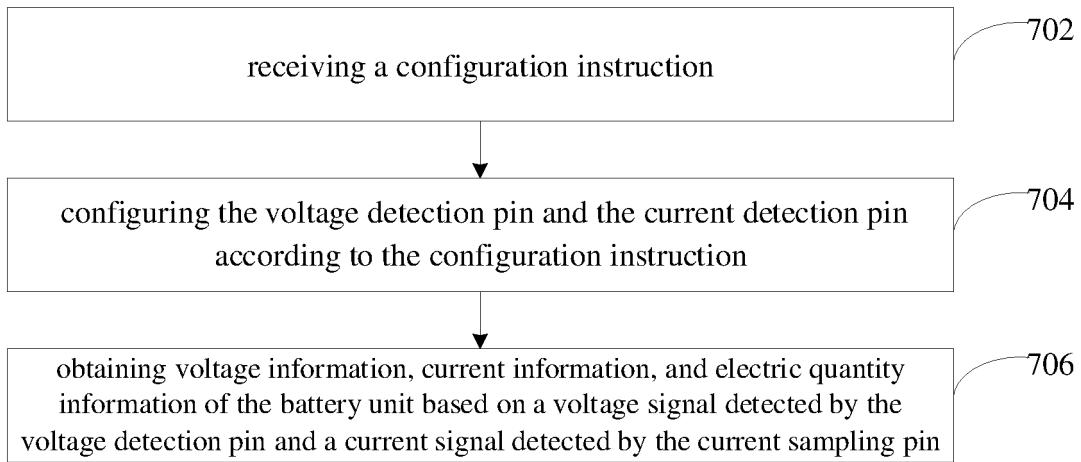 receiving a configuration instruction
702
configuring the voltage detection pin and the current detection pin
according to the configuration instruction
704
obtaining voltage information, current information, and electric quantity
information of the battery unit based on a voltage signal detected by the
voltage detection pin and a current signal detected by the current sampling pin
706